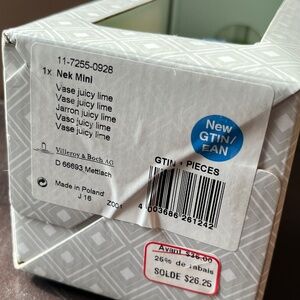 11-7255-0928
1x Nek Mini
Vase juicy lime
Vase juicy lime
Jarron juicy lime
Vaso juicy lime
Vase juicy lime
New
GTIN/
EAN
Villeroy & Boch AG
D 66693 Mettlach
GTIN • PIECES
Made in Poland
J 16
Z004
4 003686 261242
Avant $35.00
25% de rabais
SOLDE $26.25